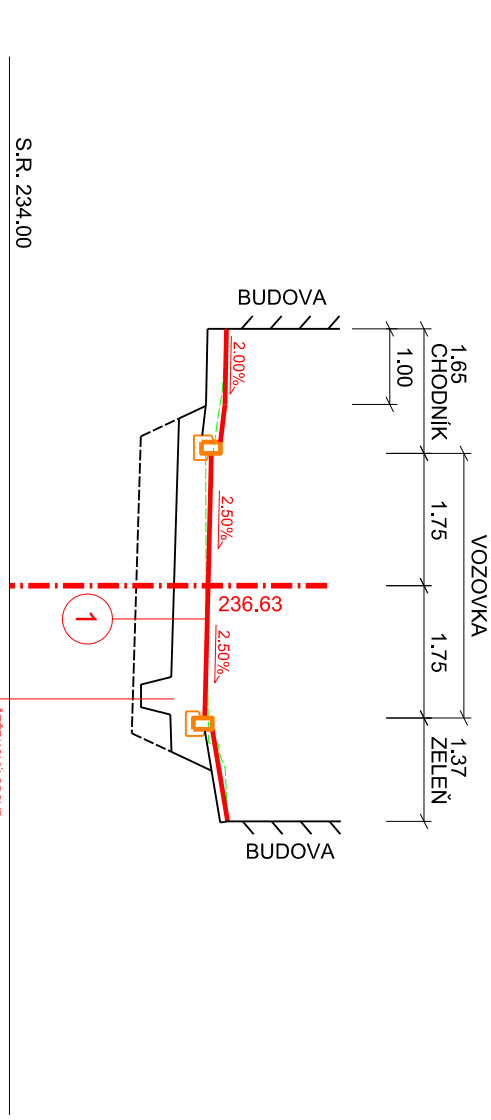 VOZOVKA
1.65
CHODNÍK
1.75
1.75
1.37
ZELEŇ
1.00
BUDOVA
BUDOVA
2.00%
2.50%
2.50%
236.63
1
S.R. 234.00